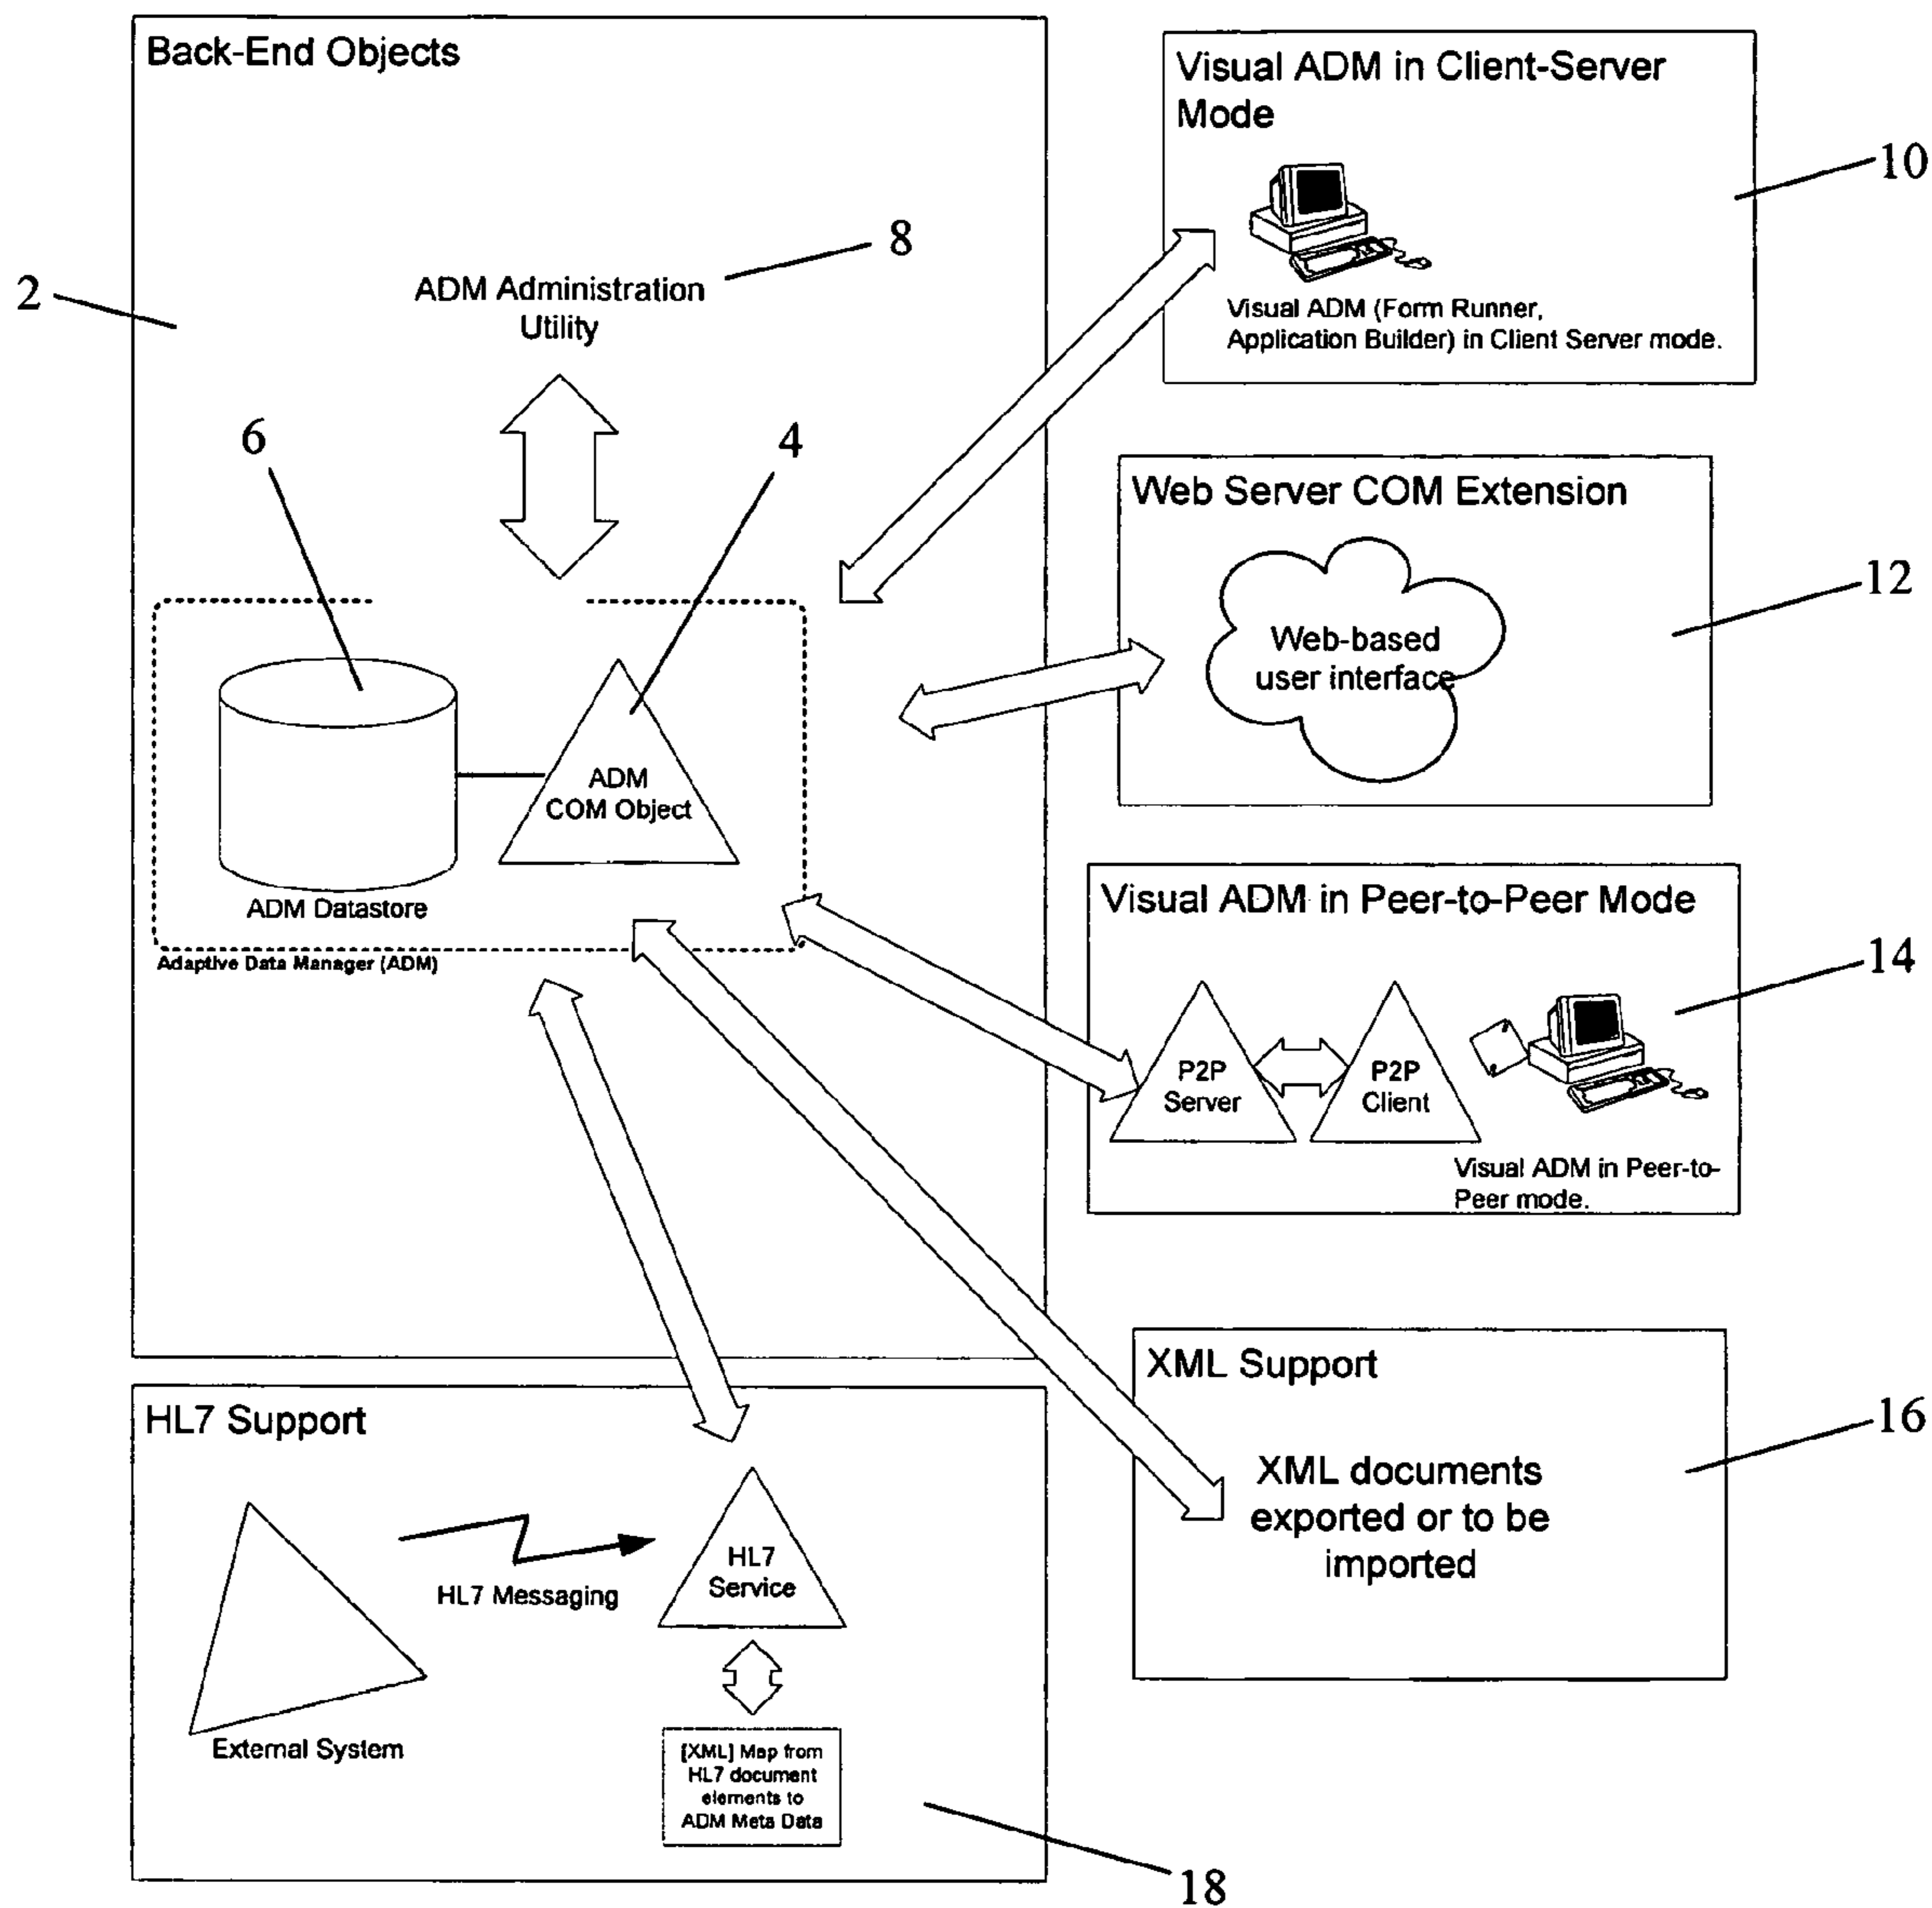 Back-End Objects
2
ADM Administration
Utility
8
6
4
ADM
COM Object
ADM Datastore
Adaptive Data Manager (ADM)
Visual ADM in Client-Server
Mode
10
Visual ADM (Form Runner,
Application Builder) in Client Server mode.
Web Server COM Extension
12
Web-based
user interface
Visual ADM in Peer-to-Peer Mode
14
P2P
Server
P2P
Client
Visual ADM in Peer-to-
Peer mode.
XML Support
16
XML documents
exported or to be
imported
HL7 Support
HL7 Messaging
HL7
Service
External System
[XML] Map from
HL7 document
elements to
ADM Meta Data
18